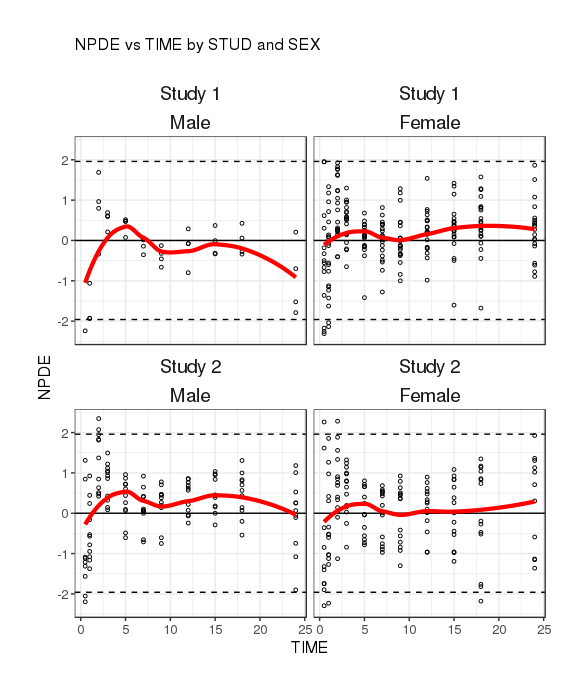 NPDE vs TIME by STUD and SEX
Study 1 Study 1
Male Female
2
1
0
-1
-2
Study 2 Study 2
Male Female
2
1
0
-1
-2
0 5 10 15 20 25 0 5 10 15 20 25
TIME
NPDE